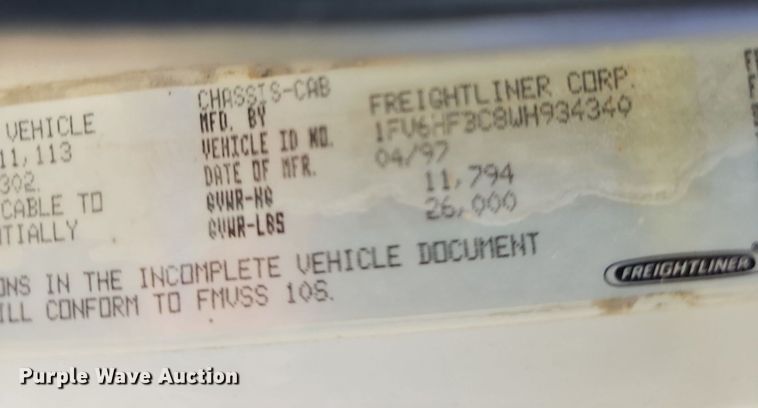 CHASSIS-CAB
VEHICLE MFD. BY FREIGHTLINER CORP.
11,113 VEHICLE ID NO. 1FV6HF3C8WH934340
302. DATE OF MFR. 04/97
CABLE TO GVWR-KG 11,794
TIALLY GVWR-LBS 26,000
ONS IN THE INCOMPLETE VEHICLE DOCUMENT
ILL CONFORM TO FMVSS 105.
FREIGHTLINER
Purple Wave Auction